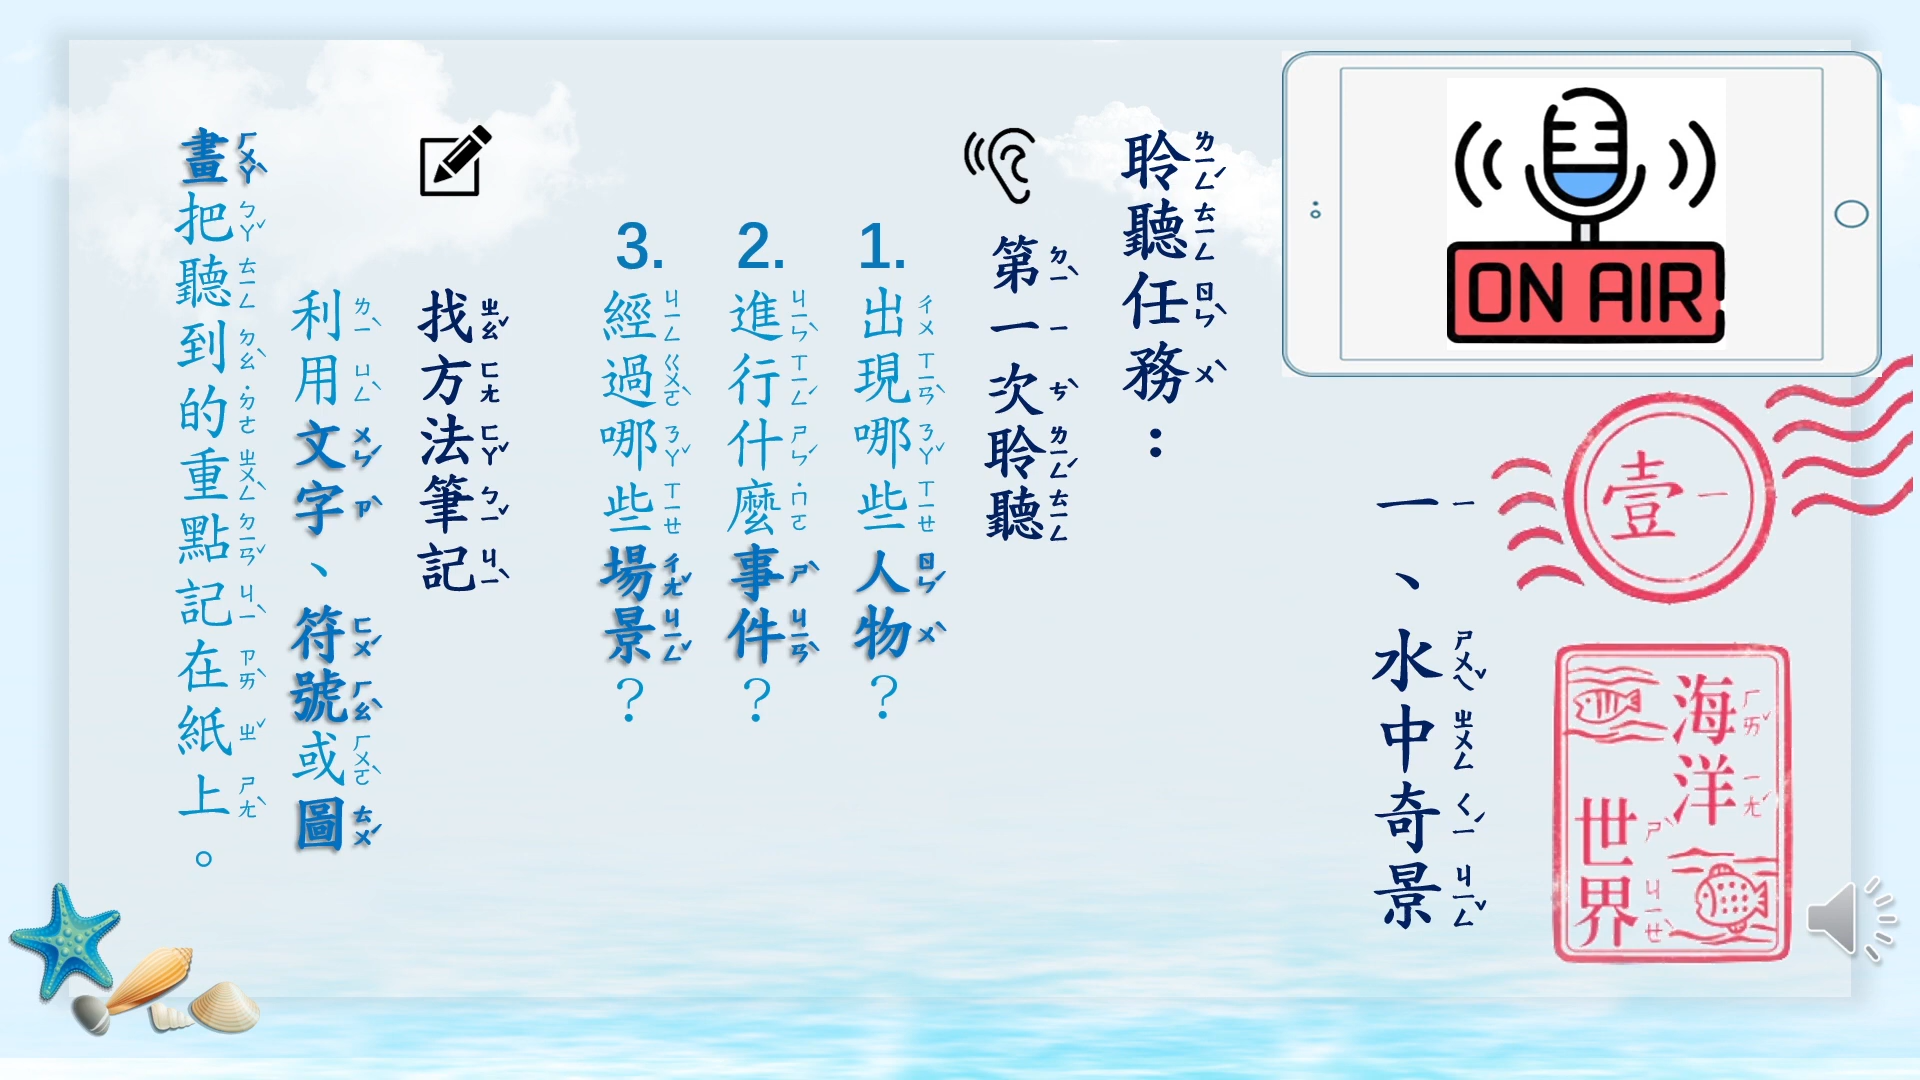 ON AIR
壹
海洋
世界
一、水中奇景
聆聽任務：
第一次聆聽
1. 出現哪些人物？
2. 進行什麼事件？
3. 經過哪些場景？
找方法筆記
利用文字、符號或圖
畫把聽到的重點記在紙上。